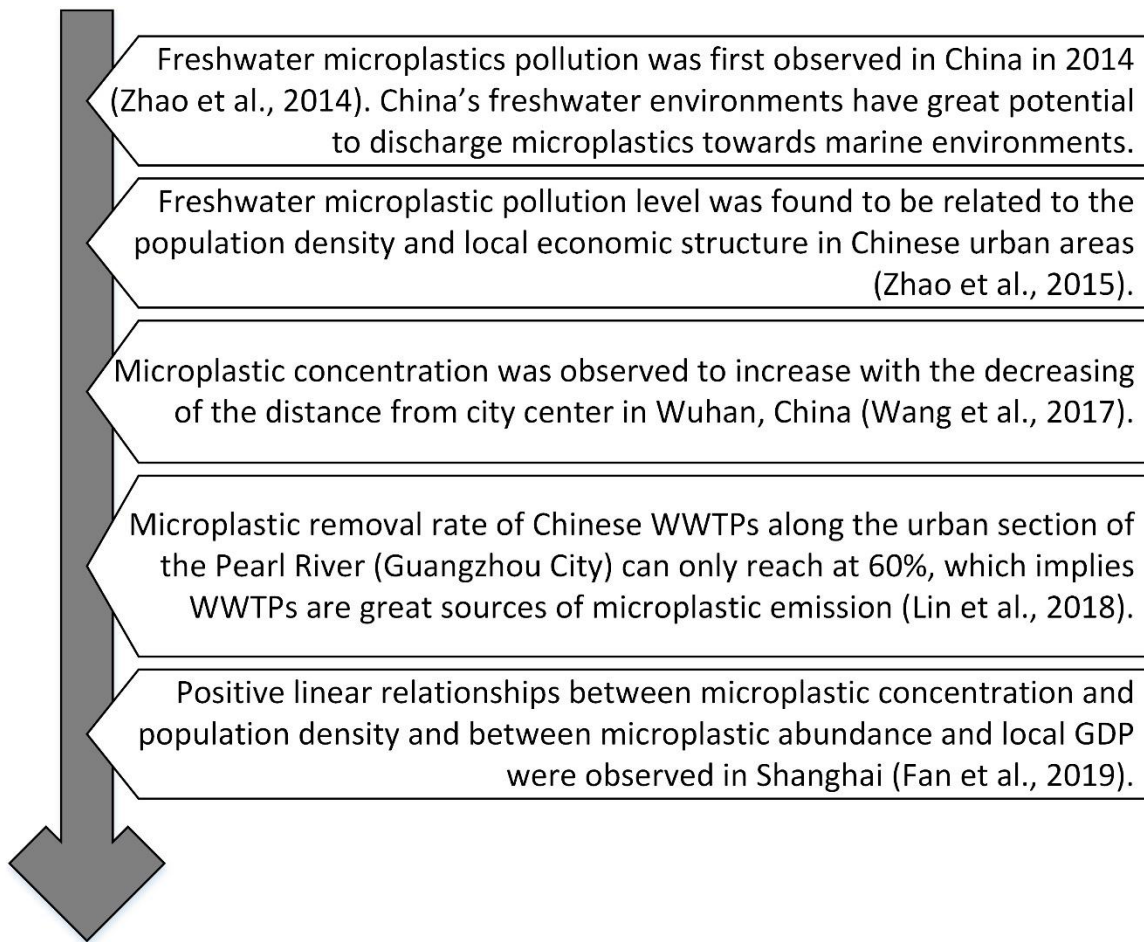 Freshwater microplastics pollution was first observed in China in 2014
(Zhao et al., 2014). China’s freshwater environments have great potential
to discharge microplastics towards marine environments.
Freshwater microplastic pollution level was found to be related to the
population density and local economic structure in Chinese urban areas
(Zhao et al., 2015).
Microplastic concentration was observed to increase with the decreasing
of the distance from city center in Wuhan, China (Wang et al., 2017).
Microplastic removal rate of Chinese WWTPs along the urban section of
the Pearl River (Guangzhou City) can only reach at 60%, which implies
WWTPs are great sources of microplastic emission (Lin et al., 2018).
Positive linear relationships between microplastic concentration and
population density and between microplastic abundance and local GDP
were observed in Shanghai (Fan et al., 2019).